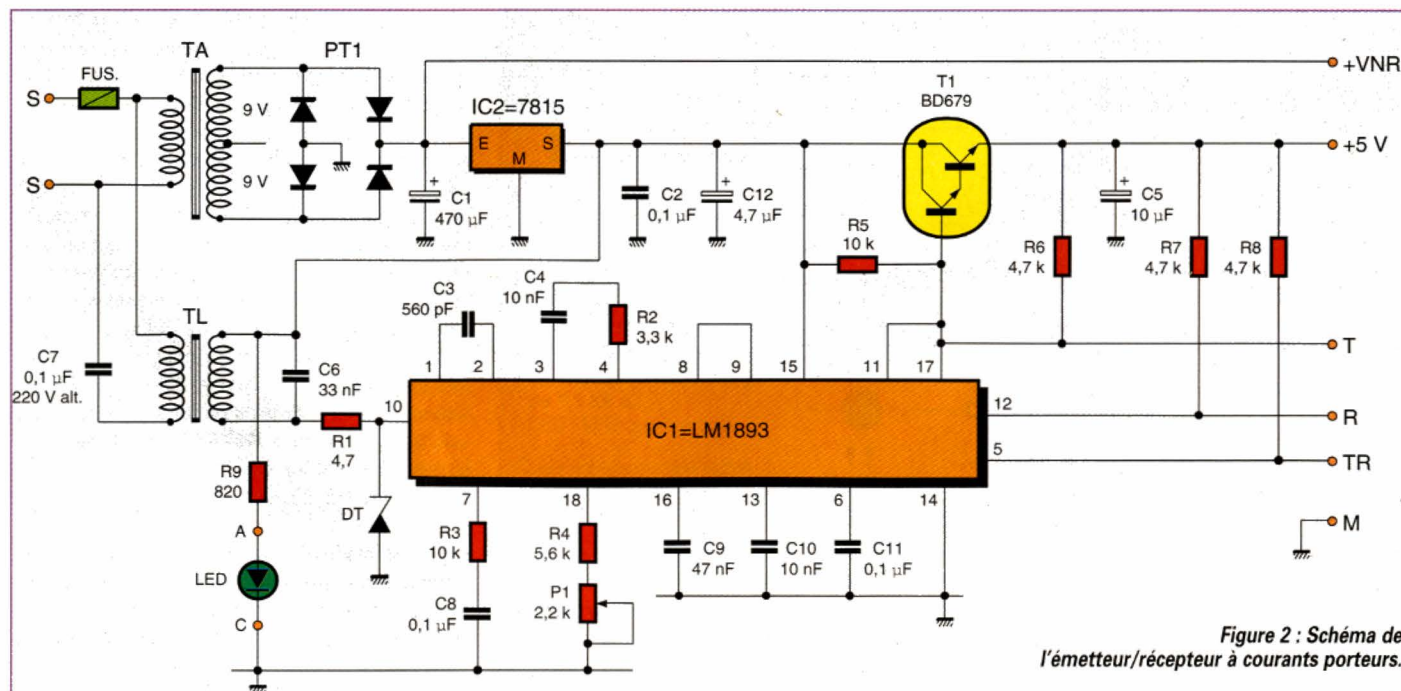 TA
PT1
FUS.
S
S
9 V
9 V
IC2=7815
E
S
M
C1
470 µF
C2
0,1 µF
C12
4,7 µF
T1
BD679
+VNR
+5 V
C5
10 µF
R5
10 k
R6
4,7 k
R7
4,7 k
R8
4,7 k
TL
C7
0,1 µF
220 V alt.
C6
33 nF
C3
560 pF
C4
10 nF
R2
3,3 k
1
2
3
4
8
9
15
11
17
T
10
R1
4,7
IC1=LM1893
12
R
5
TR
R9
820
DT
A
LED
C
7
18
16
13
6
14
M
R3
10 k
R4
5,6 k
C9
47 nF
C10
10 nF
C11
0,1 µF
C8
0,1 µF
P1
2,2 k
Figure 2 : Schéma de
l'émetteur/récepteur à courants porteurs.